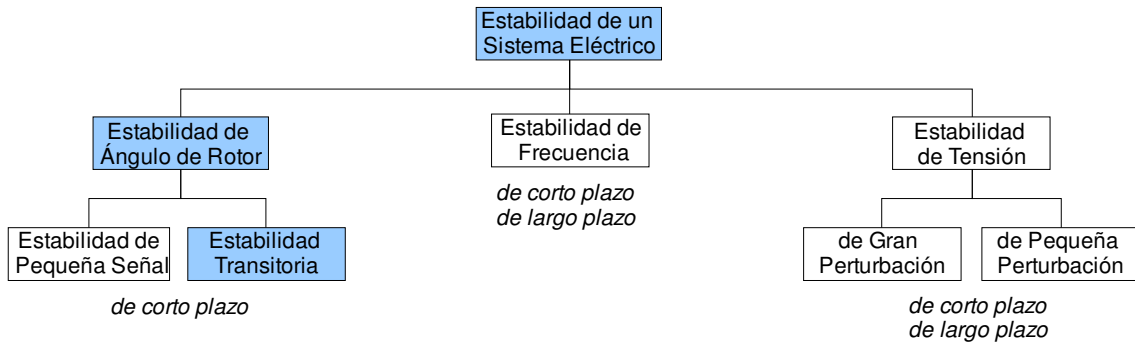 Estabilidad de un
Sistema Eléctrico
Estabilidad de
Ángulo de Rotor
Estabilidad de
Frecuencia
Estabilidad
de Tensión
de corto plazo
de largo plazo
Estabilidad de
Pequeña Señal
Estabilidad
Transitoria
de Gran
Perturbación
de Pequeña
Perturbación
de corto plazo
de corto plazo
de largo plazo